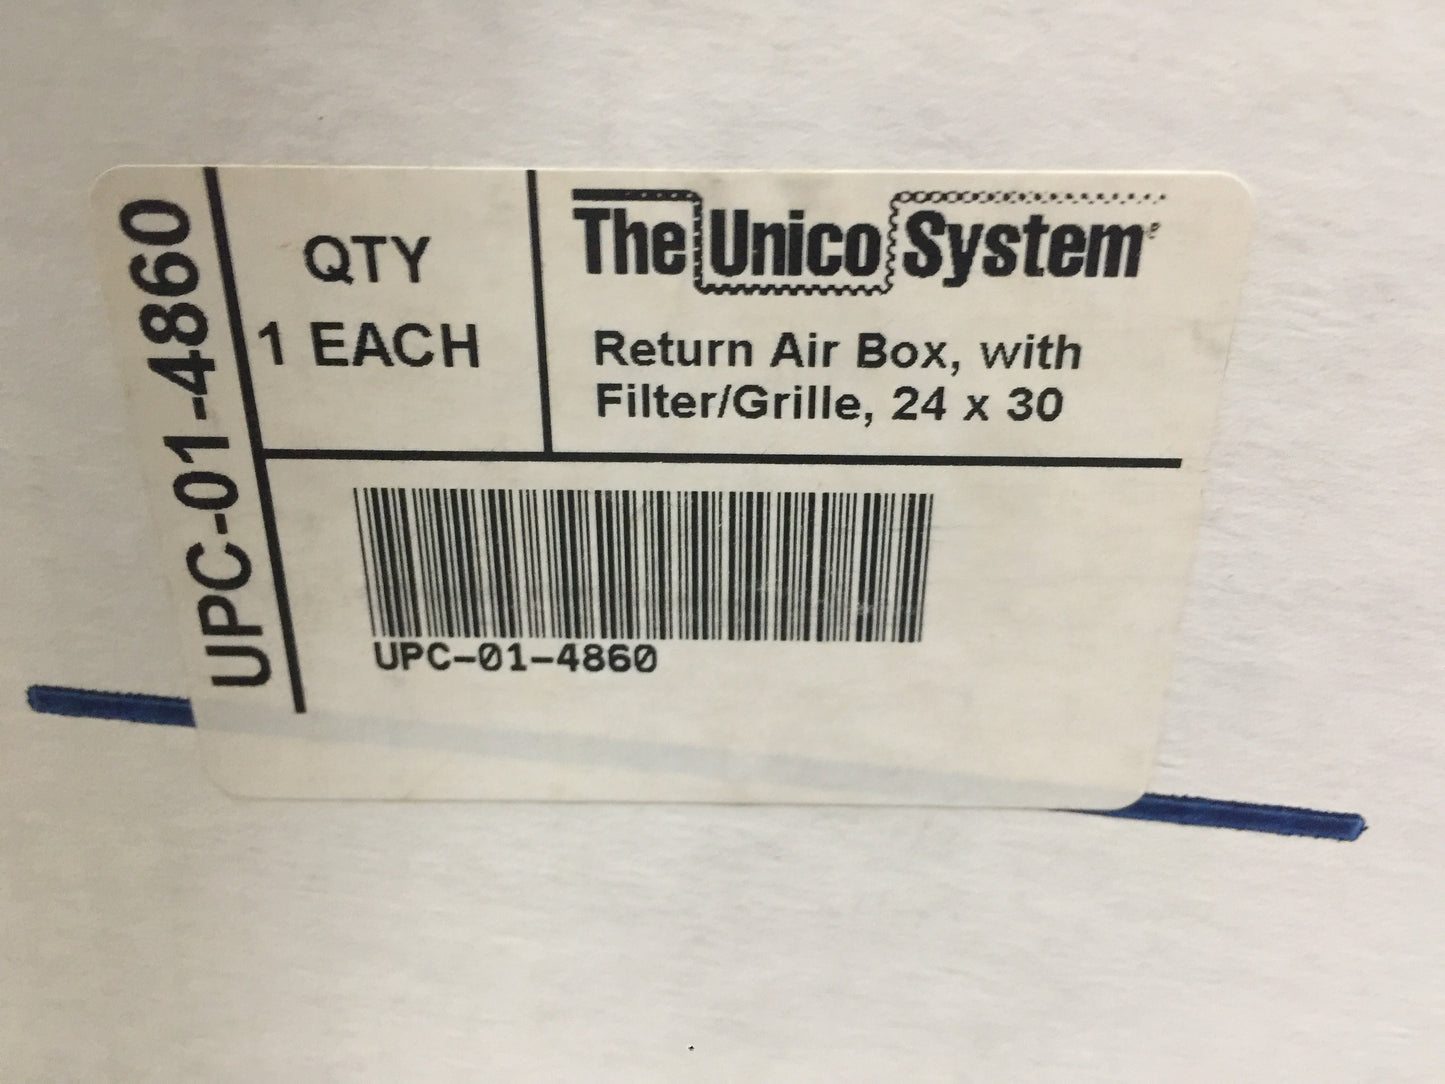 UPC-01-4860
QTY
1 EACH
The Unico System®
Return Air Box, with
Filter/Grille, 24 x 30
UPC-01-4860